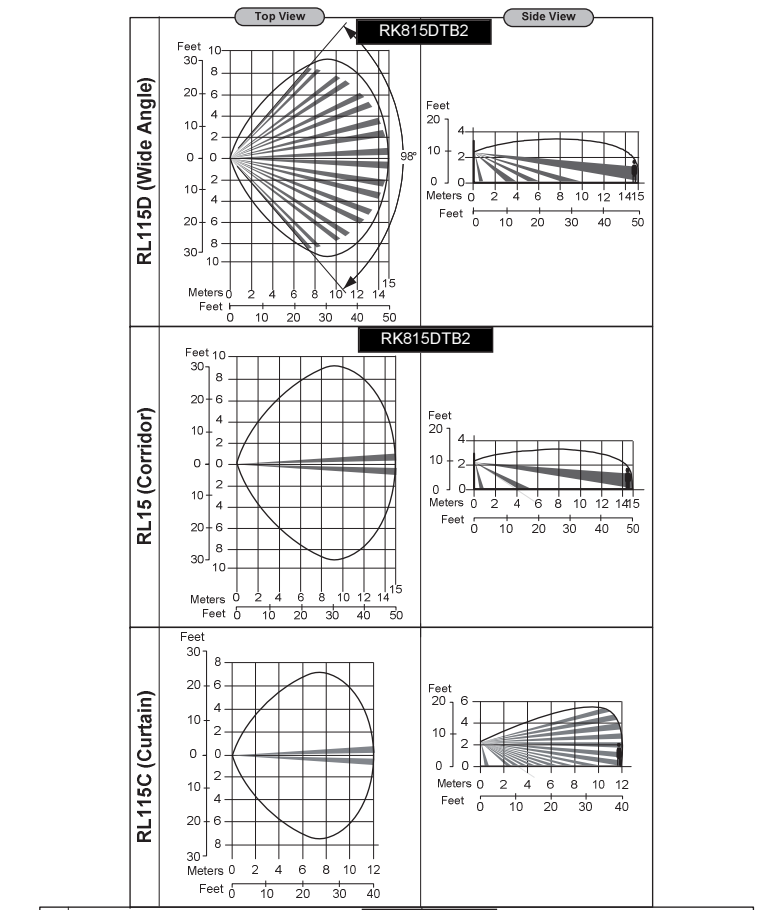 Top View
RK815DTB2
Side View
RL115D (Wide Angle)
Feet
10
30
8
20
6
4
10
2
0
0
2
10
4
20
6
8
30
10
98°
15
Meters 0 2 4 6 8 10 12 14
Feet
0 10 20 30 40 50
Feet
20
4
10
2
0 0
Meters 0 2 4 6 8 10 12 14 15
Feet
0 10 20 30 40 50
RK815DTB2
RL15 (Corridor)
Feet 10
30
8
20
6
4
10
2
0
0
2
10
4
20
6
8
30
10
15
Meters 0 2 4 6 8 10 12 14
Feet
0 10 20 30 40 50
Feet
20
4
10
2
0 0
Meters 0 2 4 6 8 10 12 14 15
Feet
0 10 20 30 40 50
RL115C (Curtain)
Feet
30
8
20
6
4
10
2
0
0
2
10
4
20
6
8
30
0 2 4 6 8 10 12
Meters
Feet
0 10 20 30 40
Feet
20 6
4
10
2
0 0
Meters 0 2 4 6 8 10 12
Feet
0 10 20 30 40